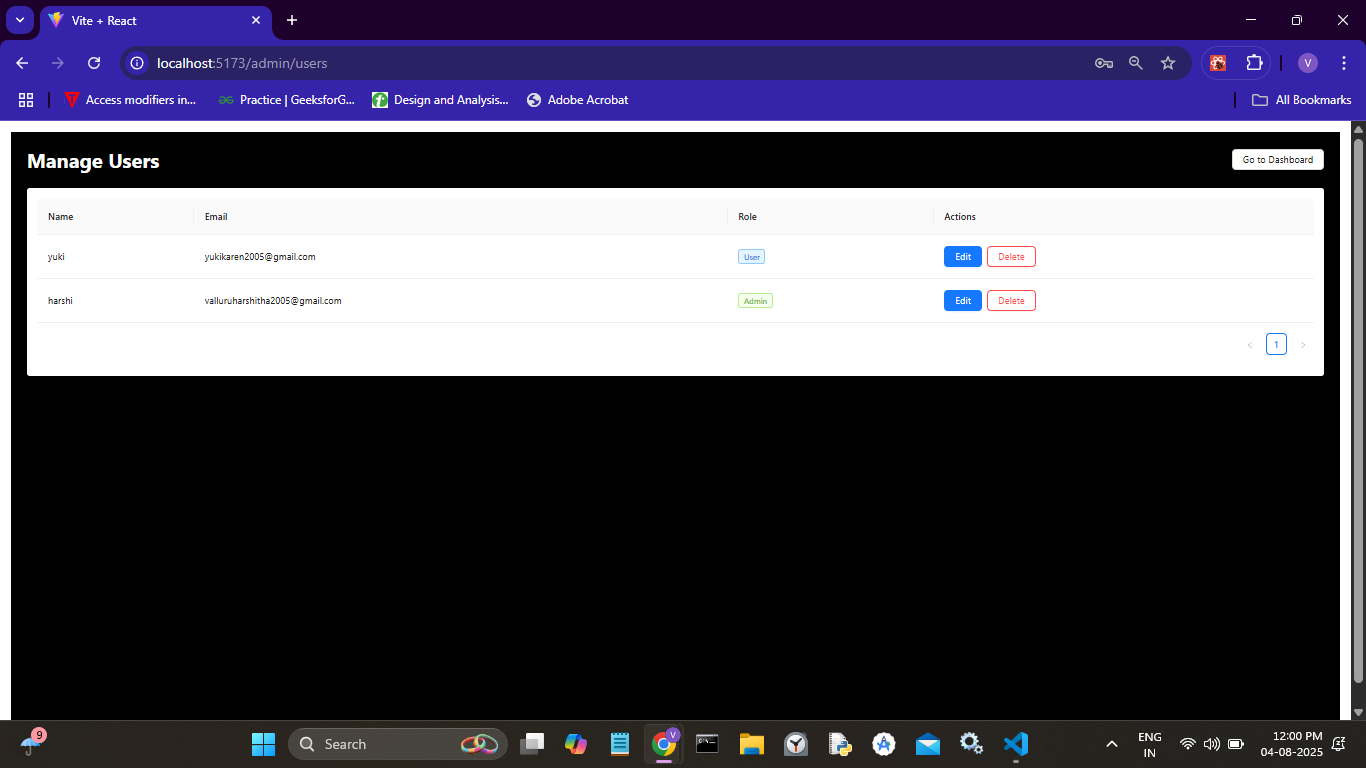 Vite + React
localhost:5173/admin/users
V
Access modifiers in...
Practice | GeeksforG...
Design and Analysis...
Adobe Acrobat
All Bookmarks
Manage Users
Go to Dashboard
Name Email Role Actions
yuki yukikaren2005@gmail.com User Edit Delete
harshi valluruharshitha2005@gmail.com Admin Edit Delete
< 1 >
9
Search
V
ENG
IN
12:00 PM
04-08-2025